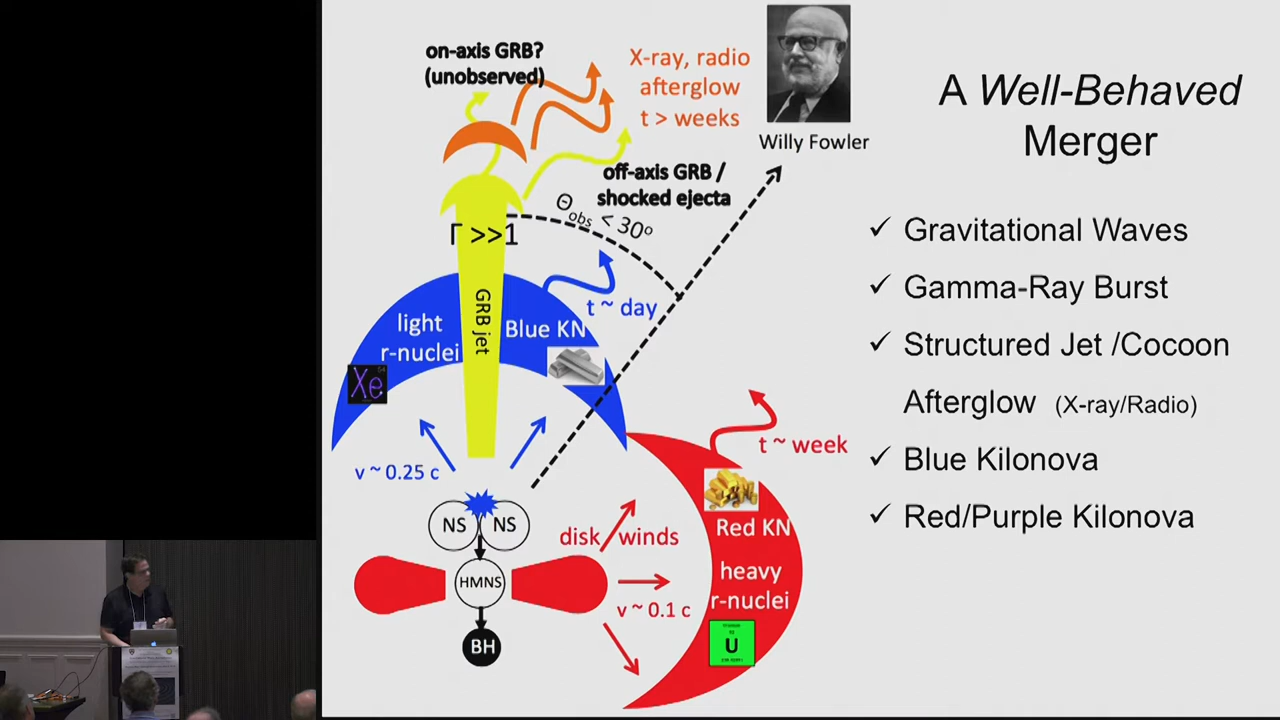 on-axis GRB?
(unobserved)
X-ray, radio
afterglow
t > weeks
Willy Fowler
off-axis GRB /
shocked ejecta
Θobs < 30º
Γ >>1
GRB jet
light
r-nuclei
Blue KN
t ~ day
Xe
54
v ~ 0.25 c
t ~ week
NS
NS
disk winds
Red KN
heavy
r-nuclei
HMNS
v ~ 0.1 c
U
BH
A Well-Behaved
Merger
✓ Gravitational Waves
✓ Gamma-Ray Burst
✓ Structured Jet /Cocoon
Afterglow (X-ray/Radio)
✓ Blue Kilonova
✓ Red/Purple Kilonova